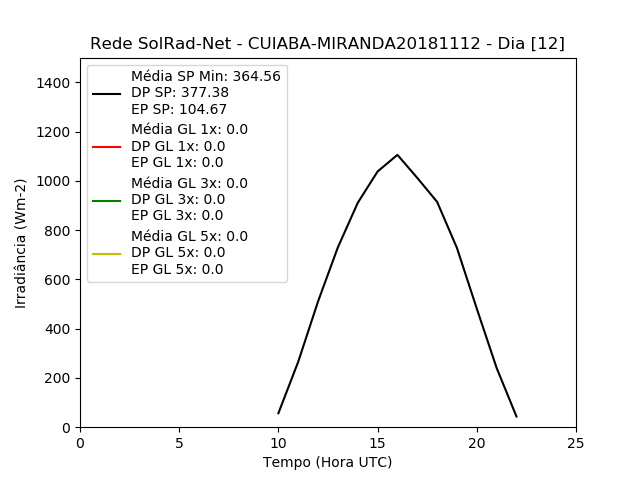 Rede SolRad-Net - CUIABA-MIRANDA20181112 - Dia [12]
Média SP Min: 364.56
DP SP: 377.38
EP SP: 104.67
Média GL 1x: 0.0
DP GL 1x: 0.0
EP GL 1x: 0.0
Média GL 3x: 0.0
DP GL 3x: 0.0
EP GL 3x: 0.0
Média GL 5x: 0.0
DP GL 5x: 0.0
EP GL 5x: 0.0
Irradiância (Wm-2)
1400
1200
1000
800
600
400
200
0
0 5 10 15 20 25
Tempo (Hora UTC)